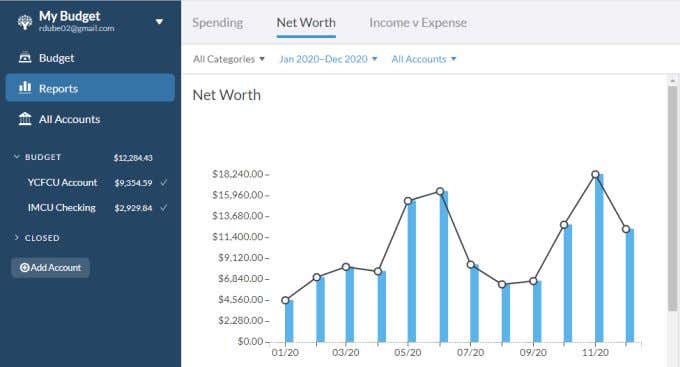 My Budget
rdube02@gmail.com
Budget
Reports
All Accounts
BUDGET $12,284.43
YCFCU Account $9,354.59
IMCU Checking $2,929.84
CLOSED
Add Account
Spending Net Worth Income v Expense
All Categories Jan 2020–Dec 2020 All Accounts
Net Worth
$18,240.00
$15,960.00
$13,680.00
$11,400.00
$9,120.00
$6,840.00
$4,560.00
$2,280.00
$0.00
01/20 03/20 05/20 07/20 09/20 11/20